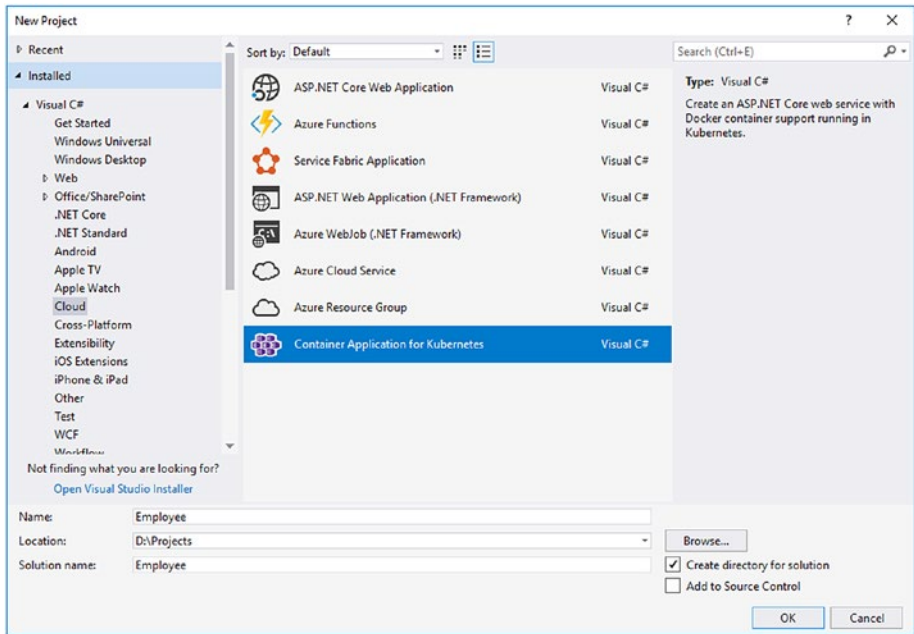 New Project
? ×
Recent
Installed
Visual C#
Get Started
Windows Universal
Windows Desktop
Web
Office/SharePoint
.NET Core
.NET Standard
Android
Apple TV
Apple Watch
Cloud
Cross-Platform
Extensibility
iOS Extensions
iPhone & iPad
Other
Test
WCF
Workflow
Not finding what you are looking for?
Open Visual Studio Installer
Sort by: Default
ASP.NET Core Web Application Visual C#
Azure Functions Visual C#
Service Fabric Application Visual C#
ASP.NET Web Application (.NET Framework) Visual C#
Azure WebJob (.NET Framework) Visual C#
Azure Cloud Service Visual C#
Azure Resource Group Visual C#
Container Application for Kubernetes Visual C#
Search (Ctrl+E)
Type: Visual C#
Create an ASP.NET Core web service with
Docker container support running in
Kubernetes.
Name: Employee
Location: D:\Projects
Solution name: Employee
Browse...
Create directory for solution
Add to Source Control
OK Cancel